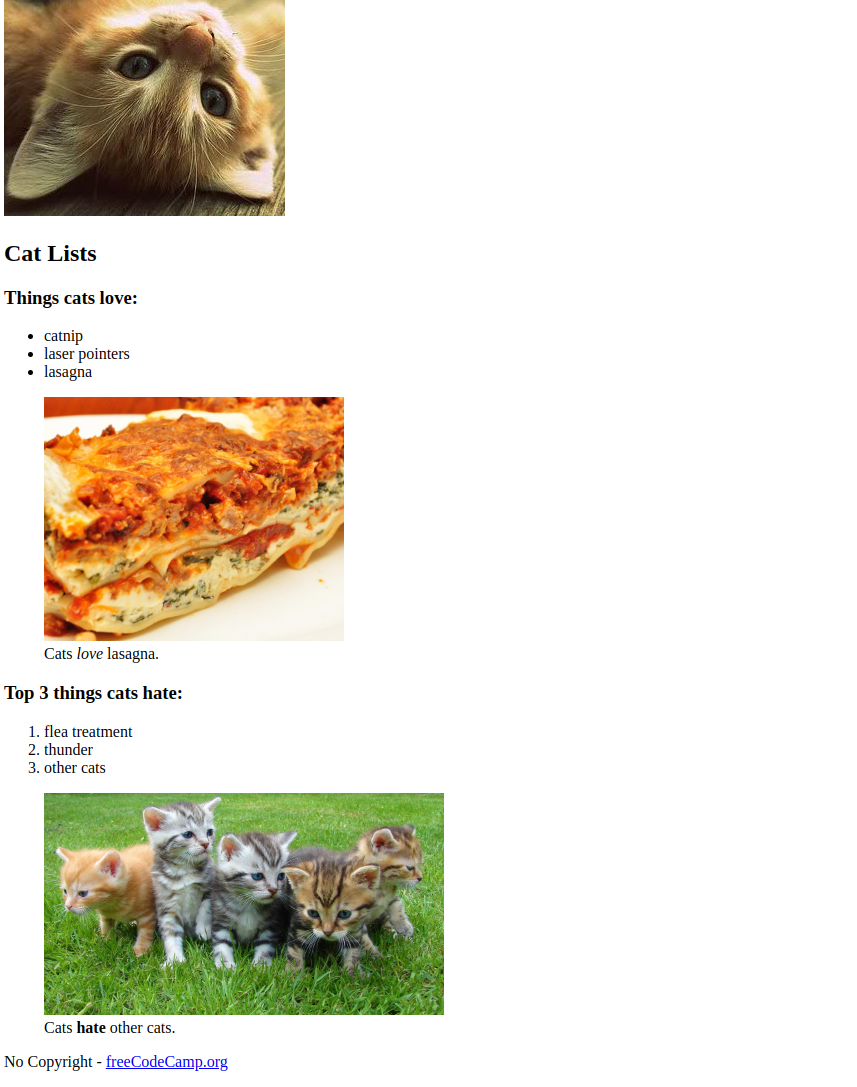 Cat Lists
Things cats love:
• catnip
• laser pointers
• lasagna
Cats love lasagna.
Top 3 things cats hate:
1. flea treatment
2. thunder
3. other cats
Cats hate other cats.
No Copyright - freeCodeCamp.org